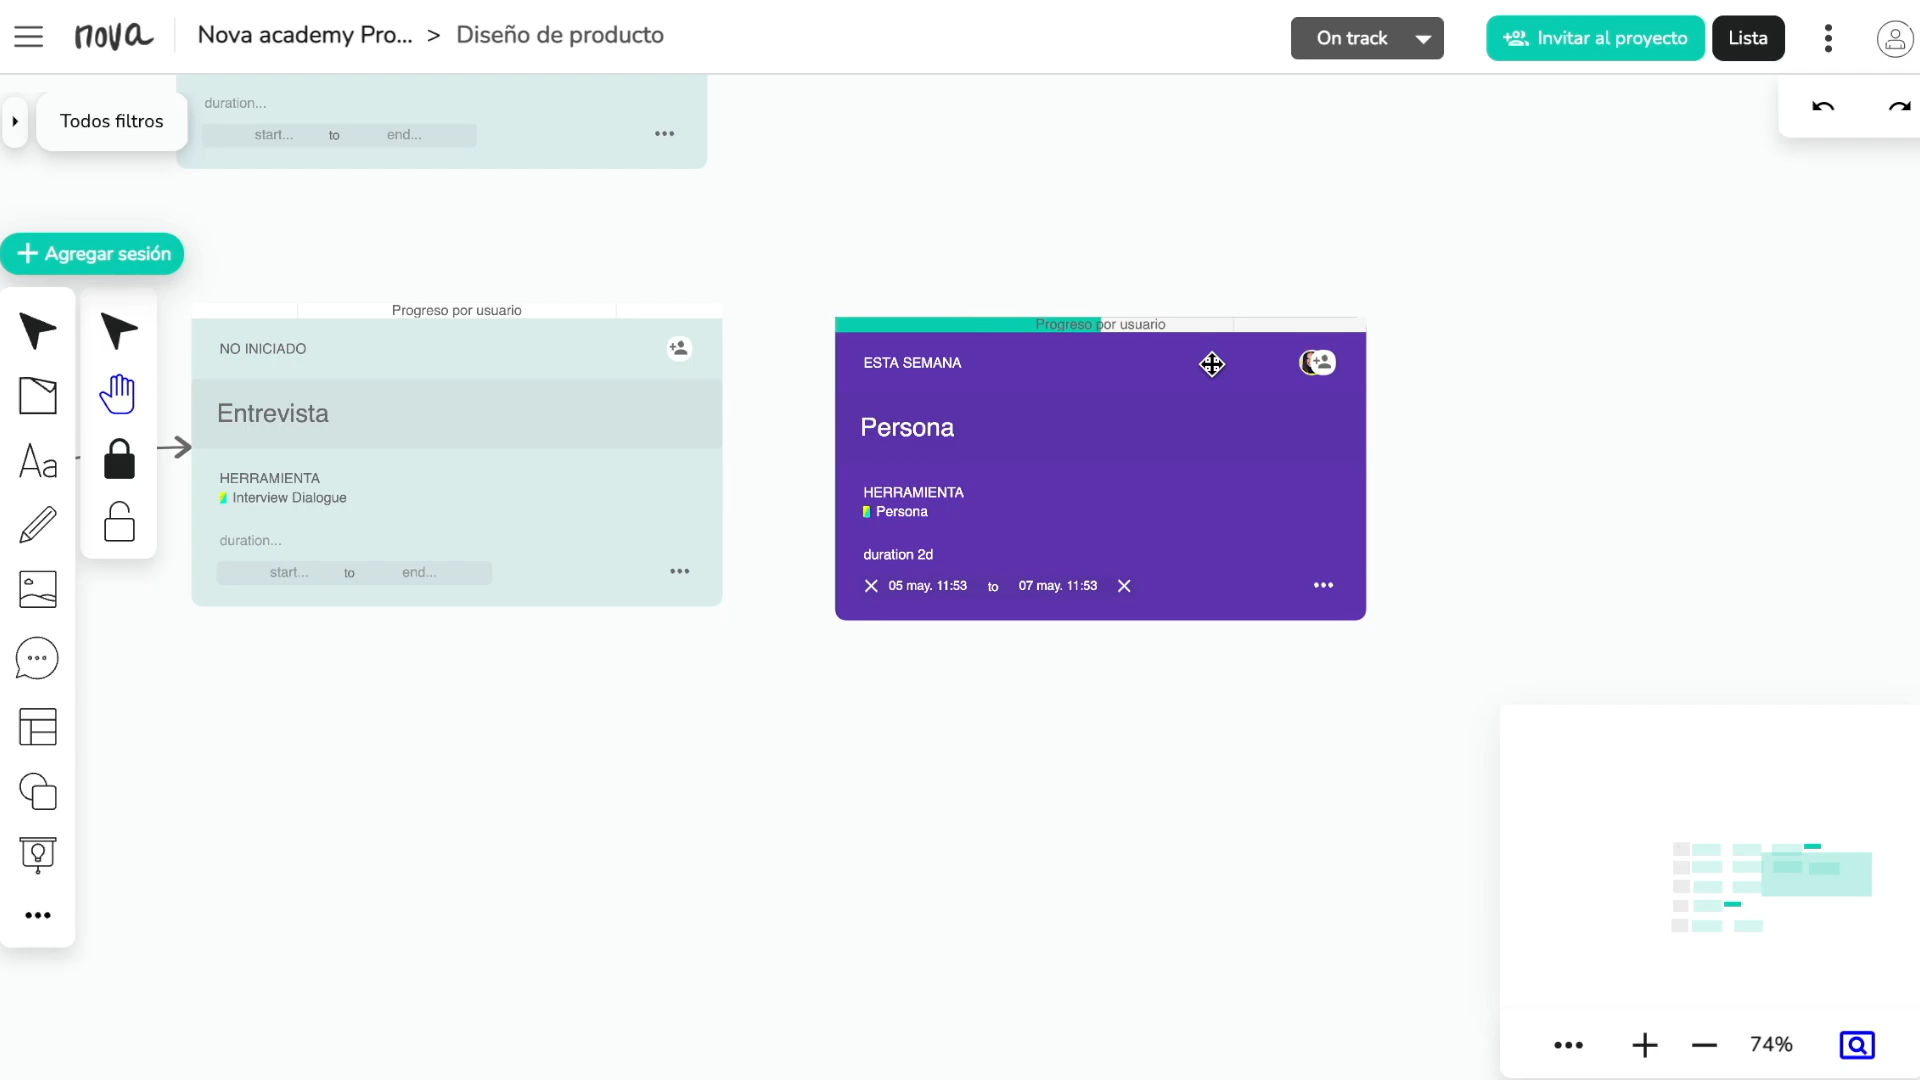 nova
Nova academy Pro... > Diseño de producto
On track
Invitar al proyecto
Lista
Todos filtros
duration...
start... to end...
Agregar sesión
Aa
Progreso por usuario
NO INICIADO
Entrevista
HERRAMIENTA
Interview Dialogue
duration...
start... to end...
Progreso por usuario
ESTA SEMANA
Persona
HERRAMIENTA
Persona
duration 2d
05 may. 11:53 to 07 may. 11:53
74%